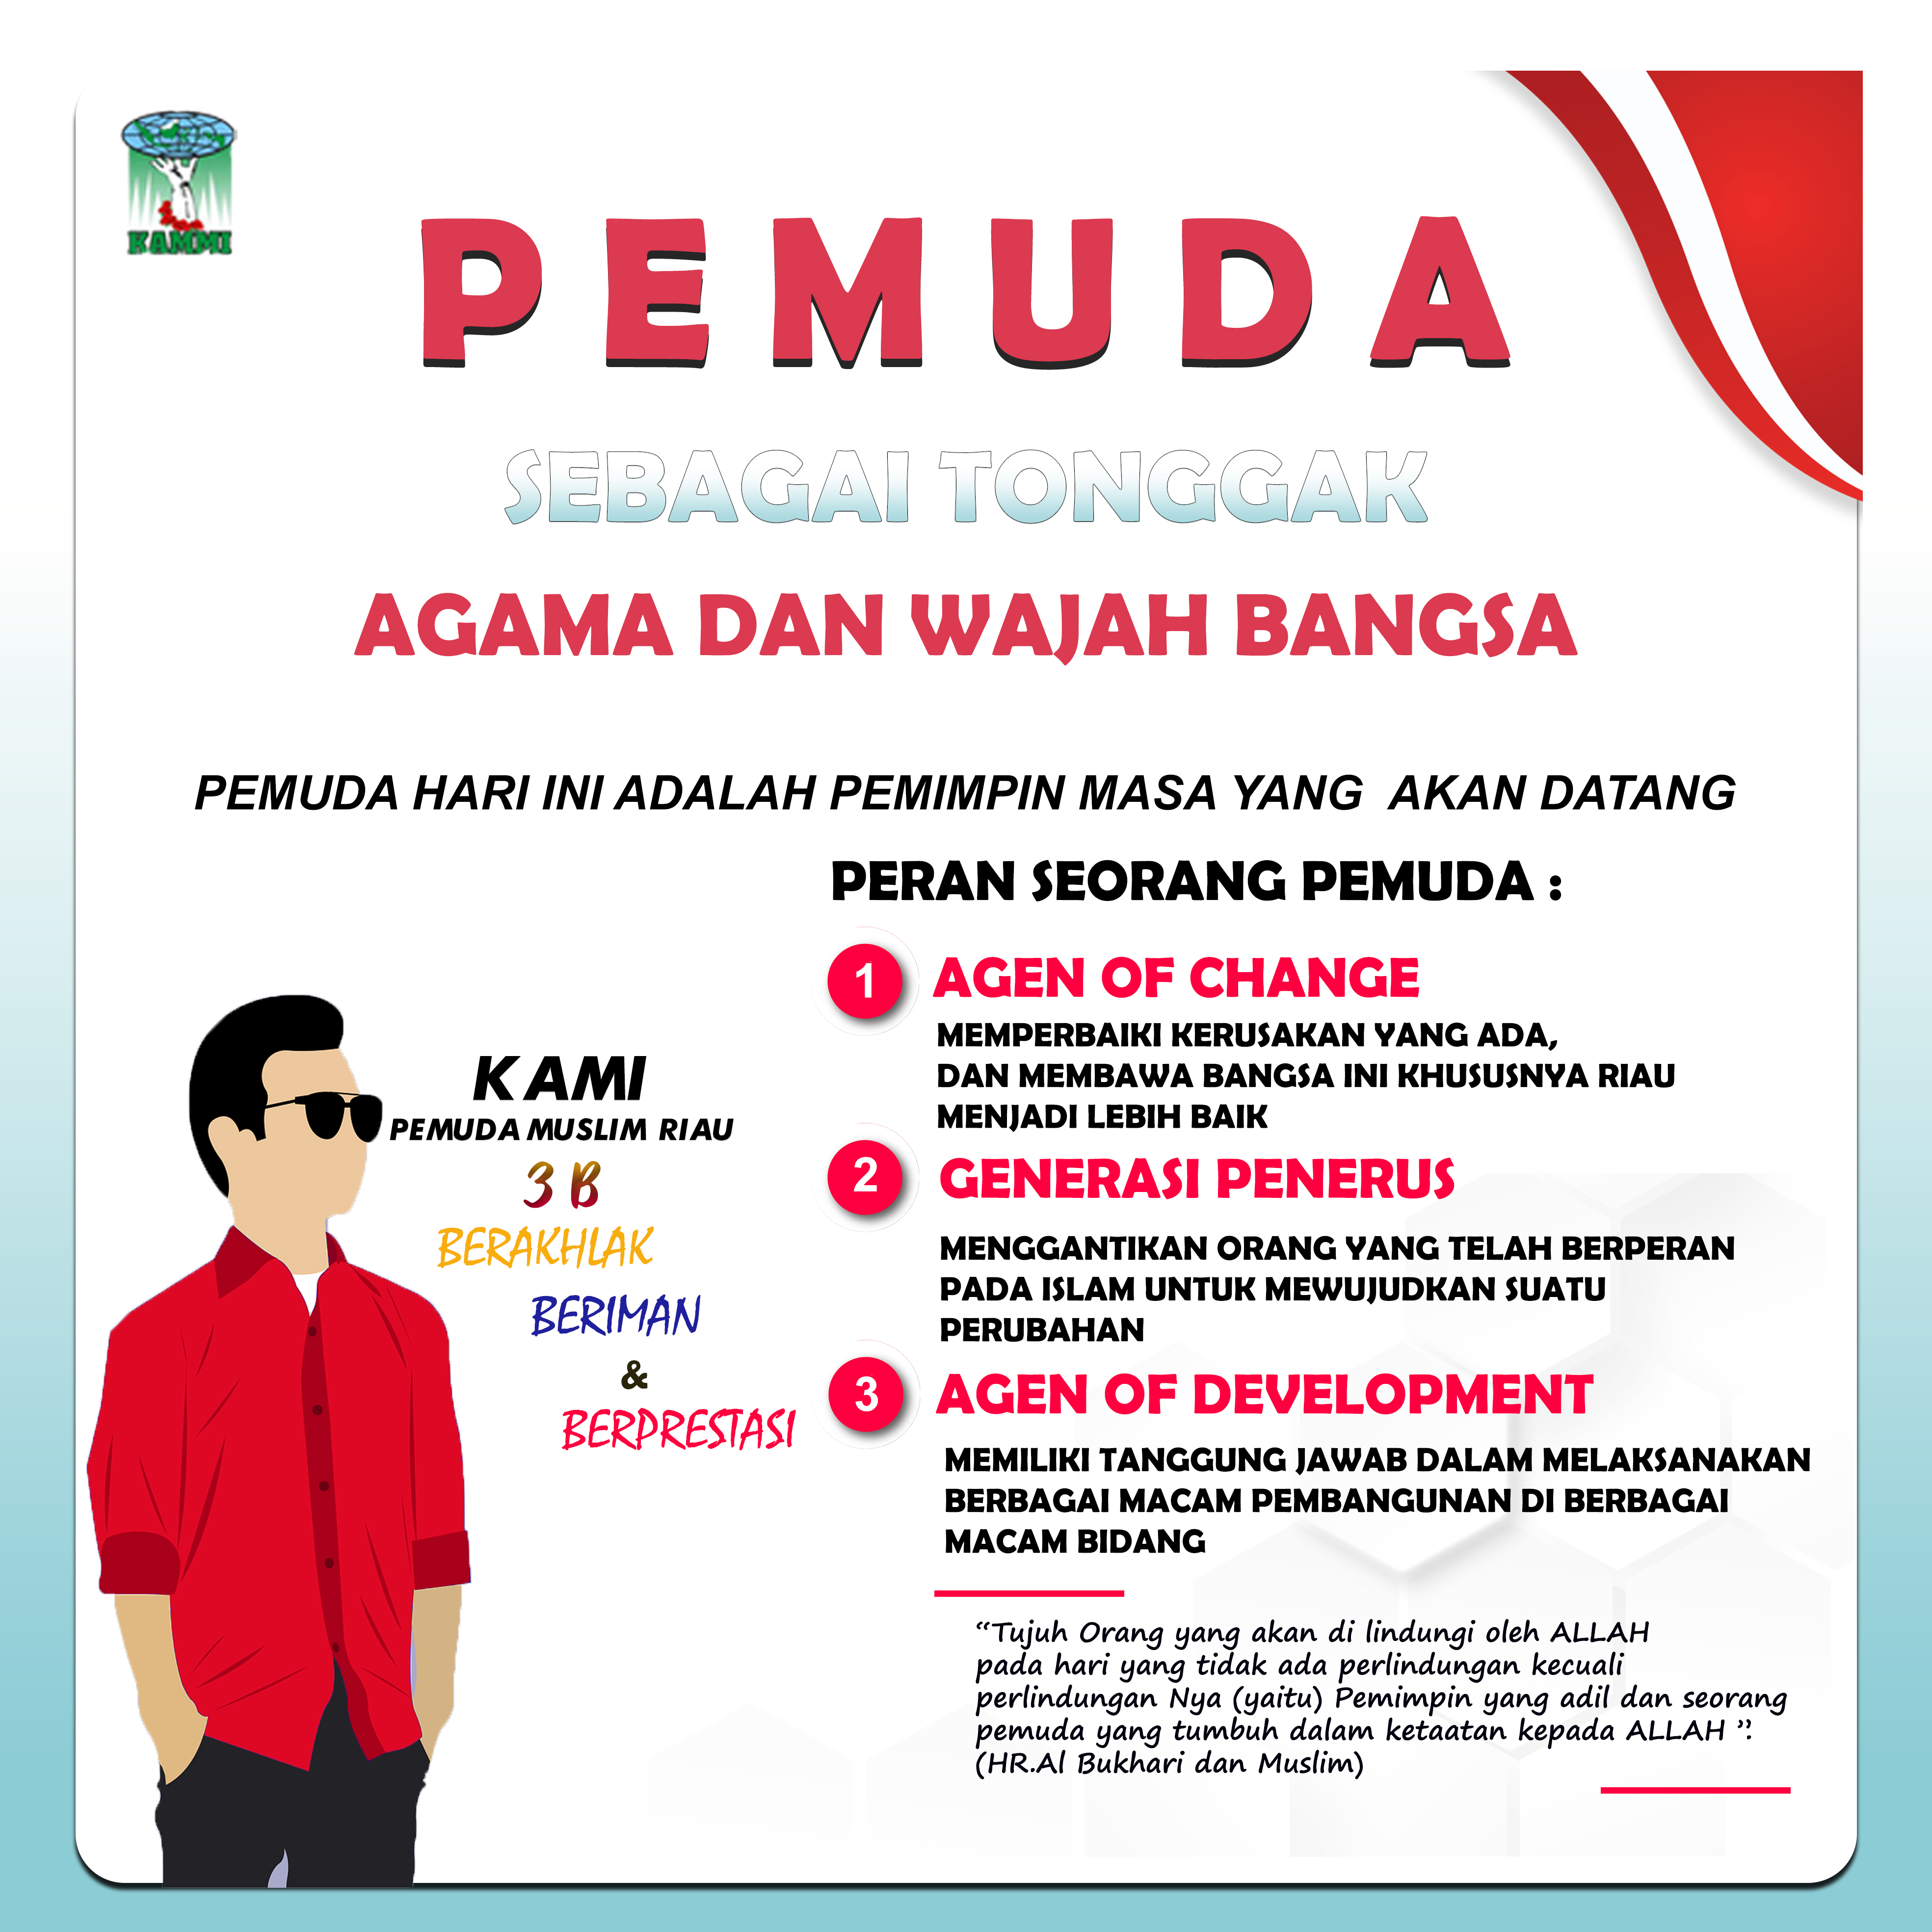 KAMMI
PEMUDA
SEBAGAI TONGGAK
AGAMA DAN WAJAH BANGSA
PEMUDA HARI INI ADALAH PEMIMPIN MASA YANG AKAN DATANG
KAMI
PEMUDA MUSLIM RIAU
3 B
BERAKHLAK
BERIMAN
&
BERPRESTASI
PERAN SEORANG PEMUDA :
1 AGEN OF CHANGE
MEMPERBAIKI KERUSAKAN YANG ADA,
DAN MEMBAWA BANGSA INI KHUSUSNYA RIAU
MENJADI LEBIH BAIK
2 GENERASI PENERUS
MENGGANTIKAN ORANG YANG TELAH BERPERAN
PADA ISLAM UNTUK MEWUJUDKAN SUATU
PERUBAHAN
3 AGEN OF DEVELOPMENT
MEMILIKI TANGGUNG JAWAB DALAM MELAKSANAKAN
BERBAGAI MACAM PEMBANGUNAN DI BERBAGAI
MACAM BIDANG
“Tujuh Orang yang akan di lindungi oleh ALLAH
pada hari yang tidak ada perlindungan kecuali
perlindungan Nya (yaitu) Pemimpin yang adil dan seorang
pemuda yang tumbuh dalam ketaatan kepada ALLAH ”.
(HR.Al Bukhari dan Muslim)